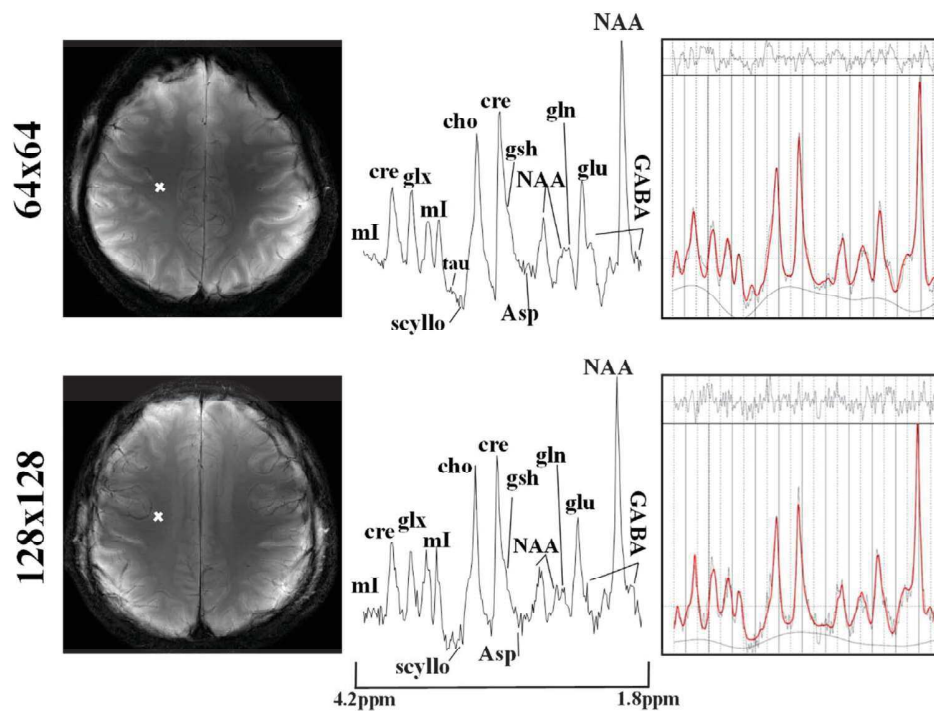 64x64
NAA
cre
cho
gln
gsh
NAA
glu
cre
glx
mI
mI
GABA
tau
Asp
scyllo
128x128
NAA
cre
cho
gln
gsh
glu
glx
cre
mI
NAA
GABA
mI
scyllo
Asp
4.2ppm
1.8ppm